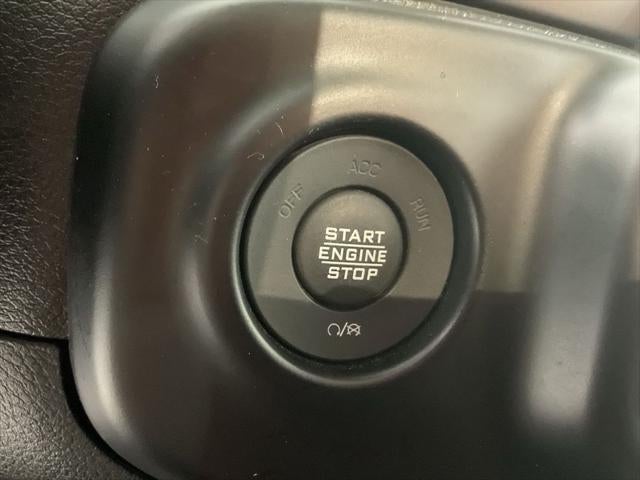 OFF ACC RUN
START
ENGINE
STOP